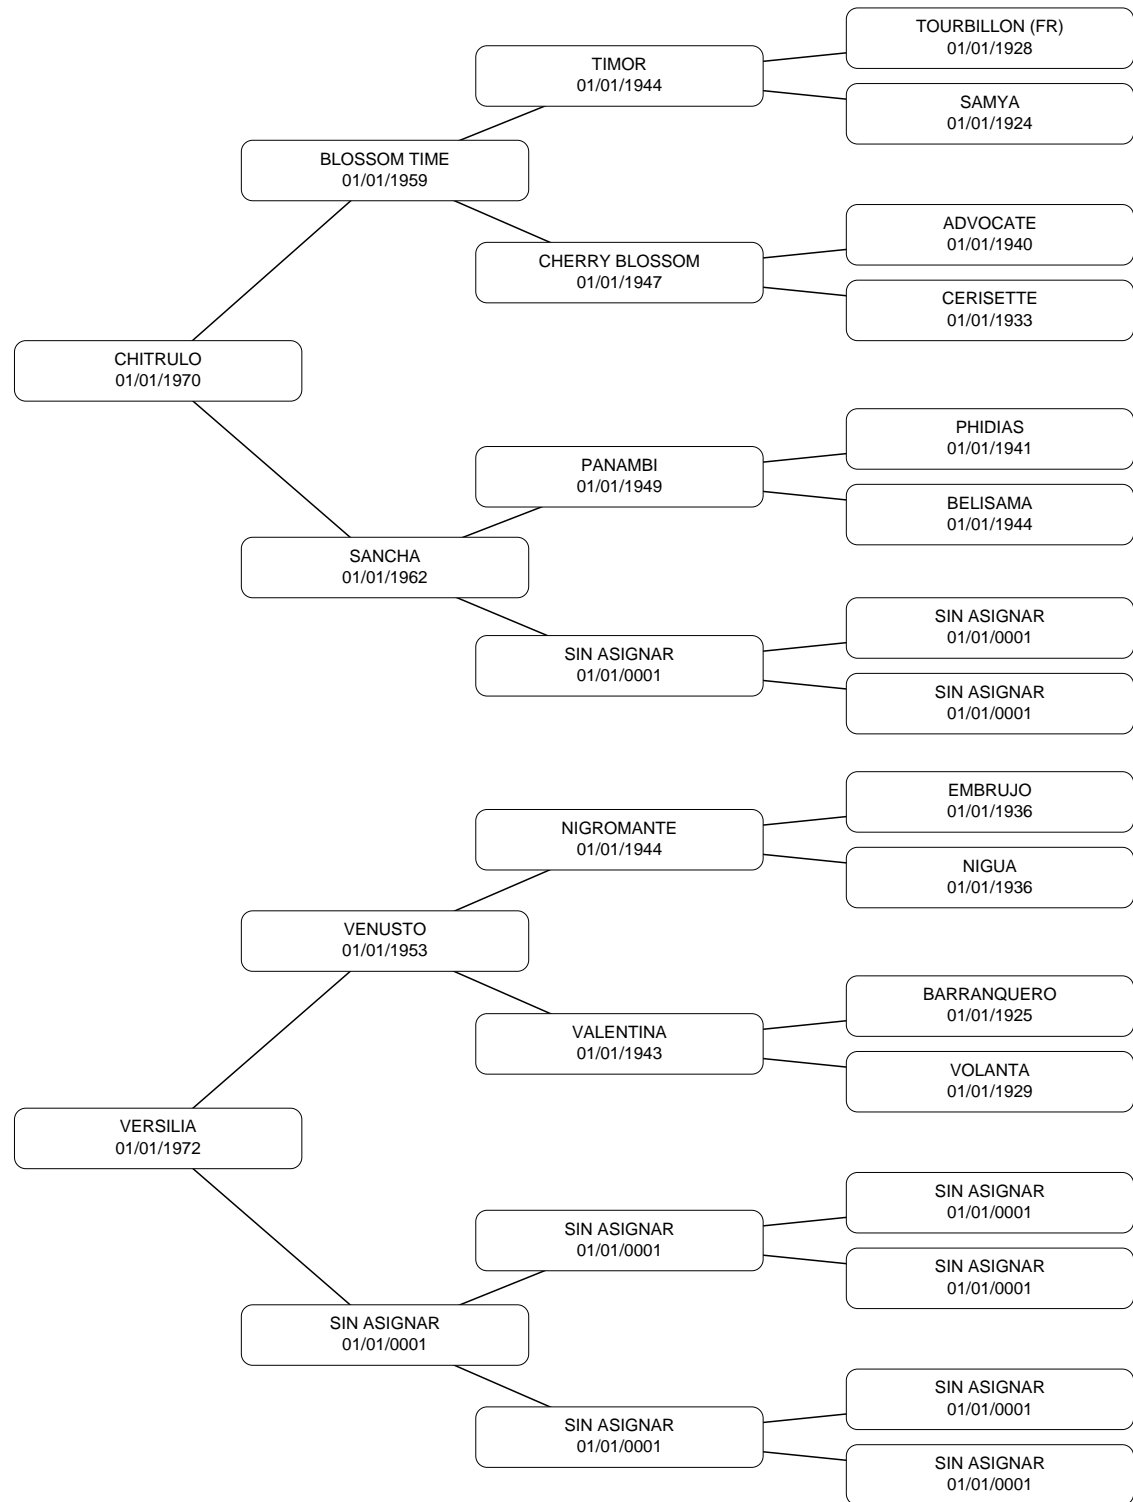 TOURBILLON (FR)
01/01/1928
TIMOR
01/01/1944
SAMYA
01/01/1924
BLOSSOM TIME
01/01/1959
ADVOCATE
01/01/1940
CHERRY BLOSSOM
01/01/1947
CERISETTE
01/01/1933
CHITRULO
01/01/1970
PHIDIAS
01/01/1941
PANAMBI
01/01/1949
BELISAMA
01/01/1944
SANCHA
01/01/1962
SIN ASIGNAR
01/01/0001
SIN ASIGNAR
01/01/0001
SIN ASIGNAR
01/01/0001
EMBRUJO
01/01/1936
NIGROMANTE
01/01/1944
NIGUA
01/01/1936
VENUSTO
01/01/1953
BARRANQUERO
01/01/1925
VALENTINA
01/01/1943
VOLANTA
01/01/1929
VERSILIA
01/01/1972
SIN ASIGNAR
01/01/0001
SIN ASIGNAR
01/01/0001
SIN ASIGNAR
01/01/0001
SIN ASIGNAR
01/01/0001
SIN ASIGNAR
01/01/0001
SIN ASIGNAR
01/01/0001
SIN ASIGNAR
01/01/0001